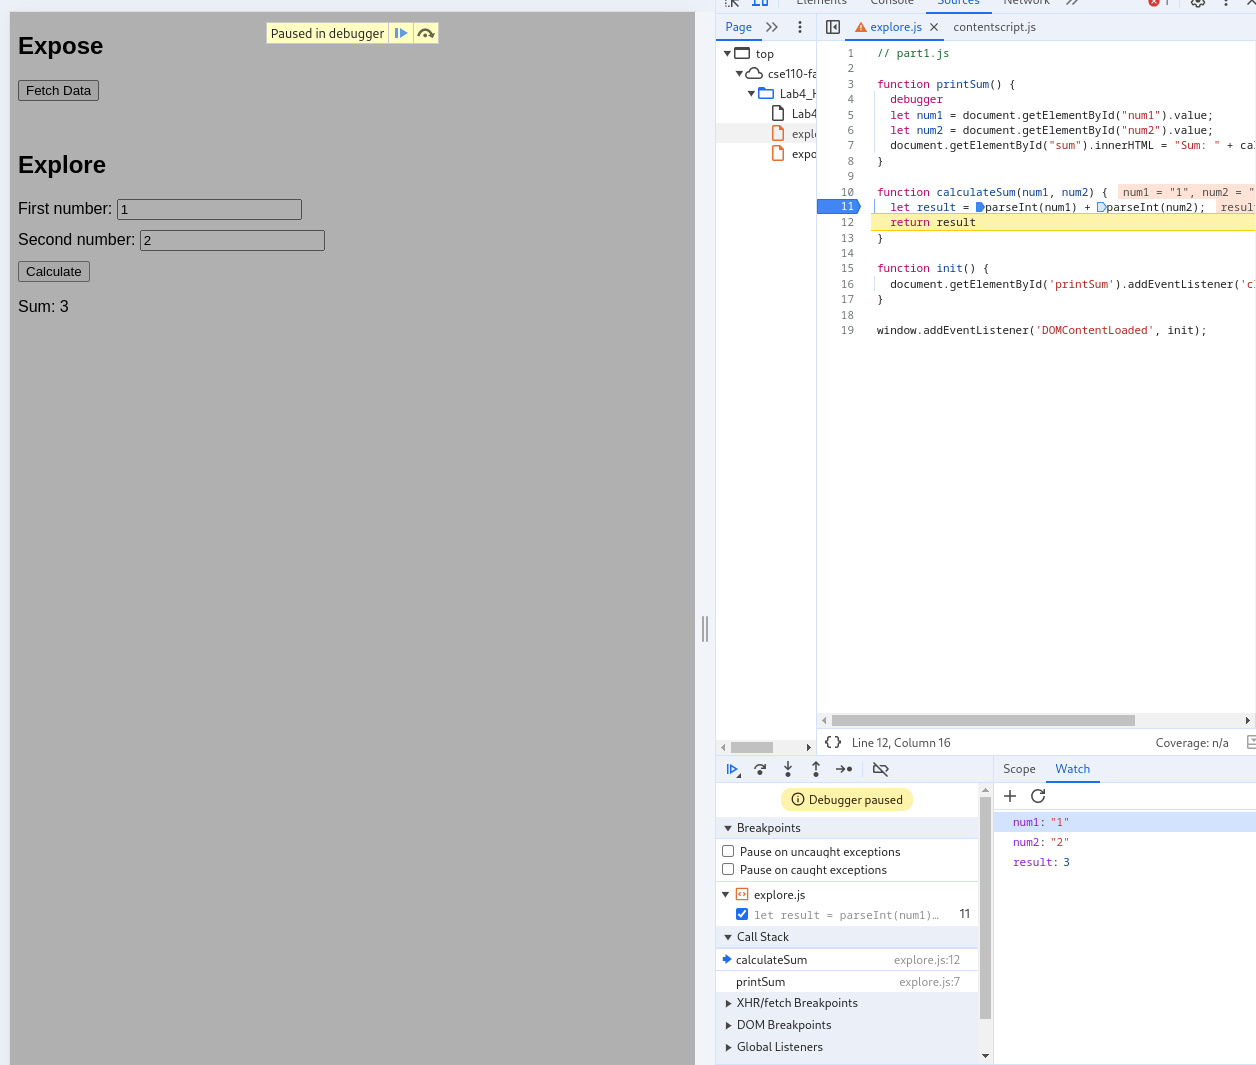 Elements Console Sources Network 1
Paused in debugger
Expose
Fetch Data
Explore
First number: 1
Second number: 2
Calculate
Sum: 3
Page
explore.js
contentscript.js
top
cse110-fa
Lab4_H
Lab4
explo
expo
1 // part1.js
2
3 function printSum() {
4 debugger
5 let num1 = document.getElementById("num1").value;
6 let num2 = document.getElementById("num2").value;
7 document.getElementById("sum").innerHTML = "Sum: " + cal
8 }
9
10 function calculateSum(num1, num2) { num1 = "1", num2 = "
11 let result = parseInt(num1) + parseInt(num2); resul
12 return result
13 }
14
15 function init() {
16 document.getElementById('printSum').addEventListener('cl
17 }
18
19 window.addEventListener('DOMContentLoaded', init);
{} Line 12, Column 16
Coverage: n/a
Debugger paused
Breakpoints
Pause on uncaught exceptions
Pause on caught exceptions
explore.js
let result = parseInt(num1)… 11
Call Stack
calculateSum explore.js:12
printSum explore.js:7
XHR/fetch Breakpoints
DOM Breakpoints
Global Listeners
Scope Watch
num1: "1"
num2: "2"
result: 3